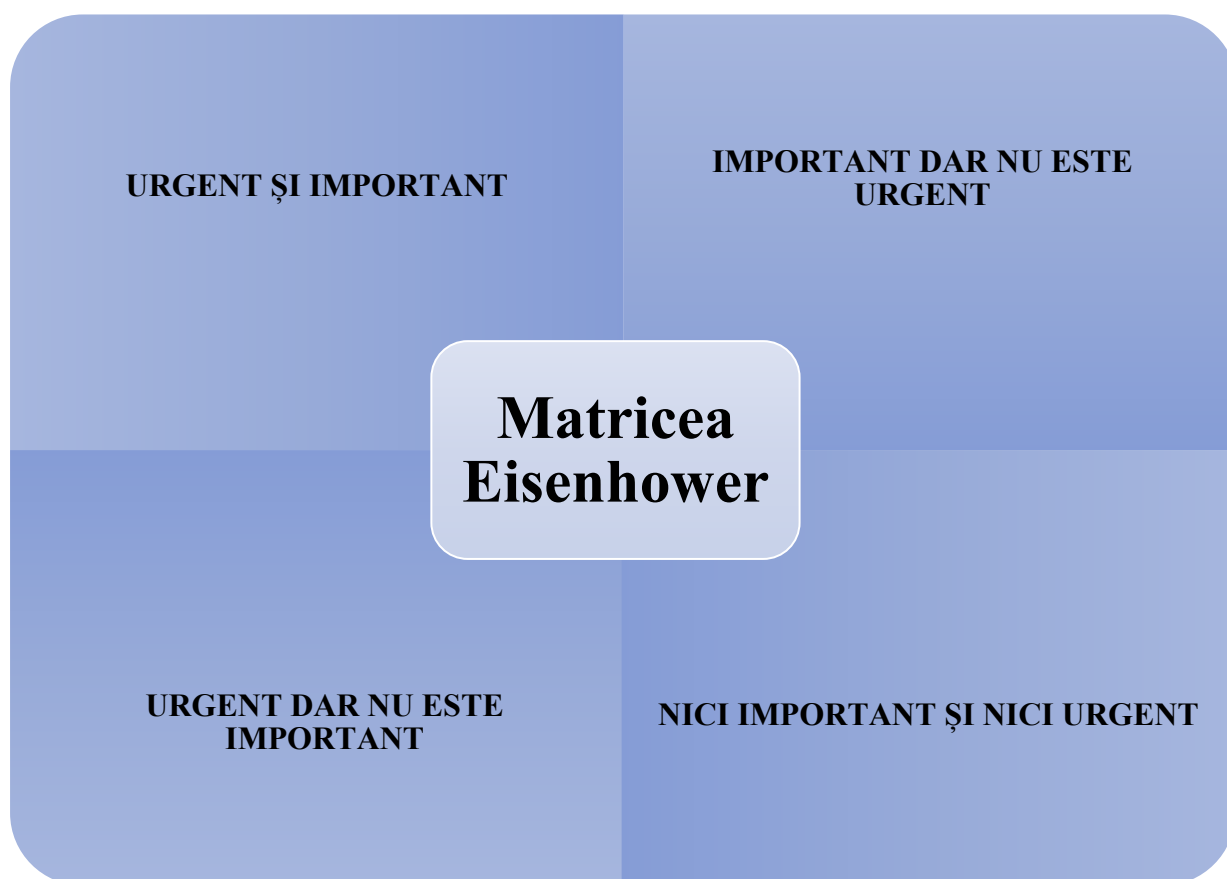 URGENT ȘI IMPORTANT
IMPORTANT DAR NU ESTE
URGENT
Matricea
Eisenhower
URGENT DAR NU ESTE
IMPORTANT
NICI IMPORTANT ȘI NICI URGENT